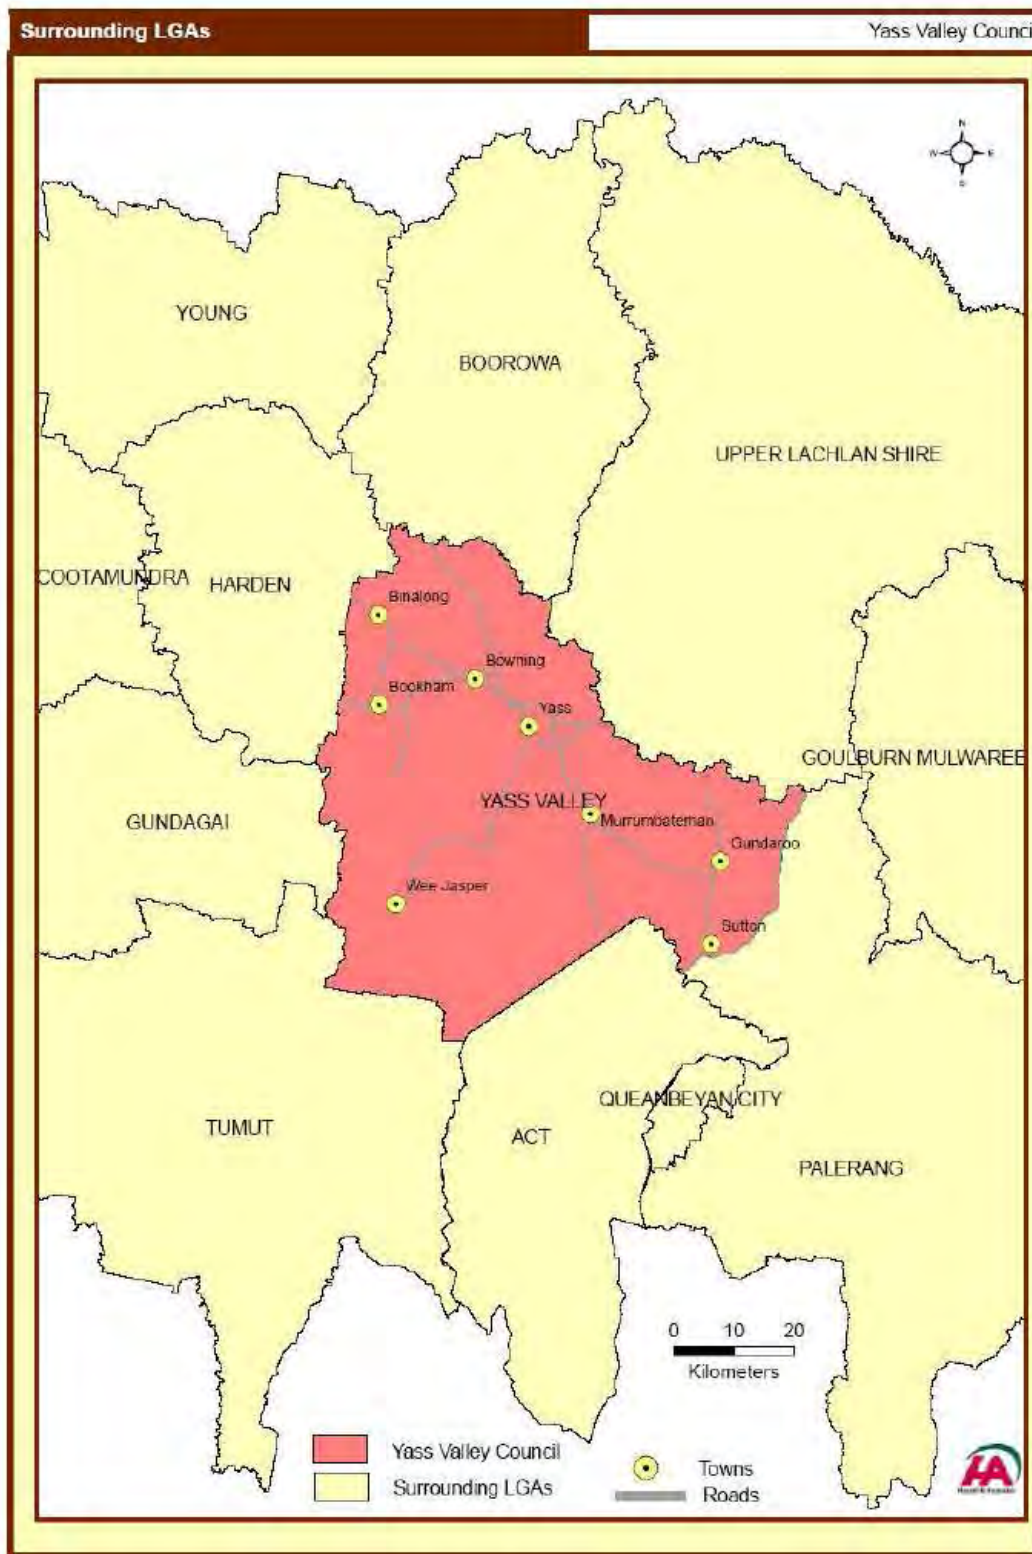 Surrounding LGAs
Yass Valley Counci
N
W E
S
YOUNG
BOOROWA
UPPER LACHLAN SHIRE
COOTAMUNDRA
HARDEN
Binalong
Bowning
Bookham
Yass
GOULBURN MULWAREE
YASS VALLEY
GUNDAGAI
Murrumbateman
Gundaroo
Wee Jasper
Sutton
QUEANBEYAN CITY
TUMUT
ACT
PALERANG
0 10 20
Kilometers
Yass Valley Council
Surrounding LGAs
Towns
Roads
HA